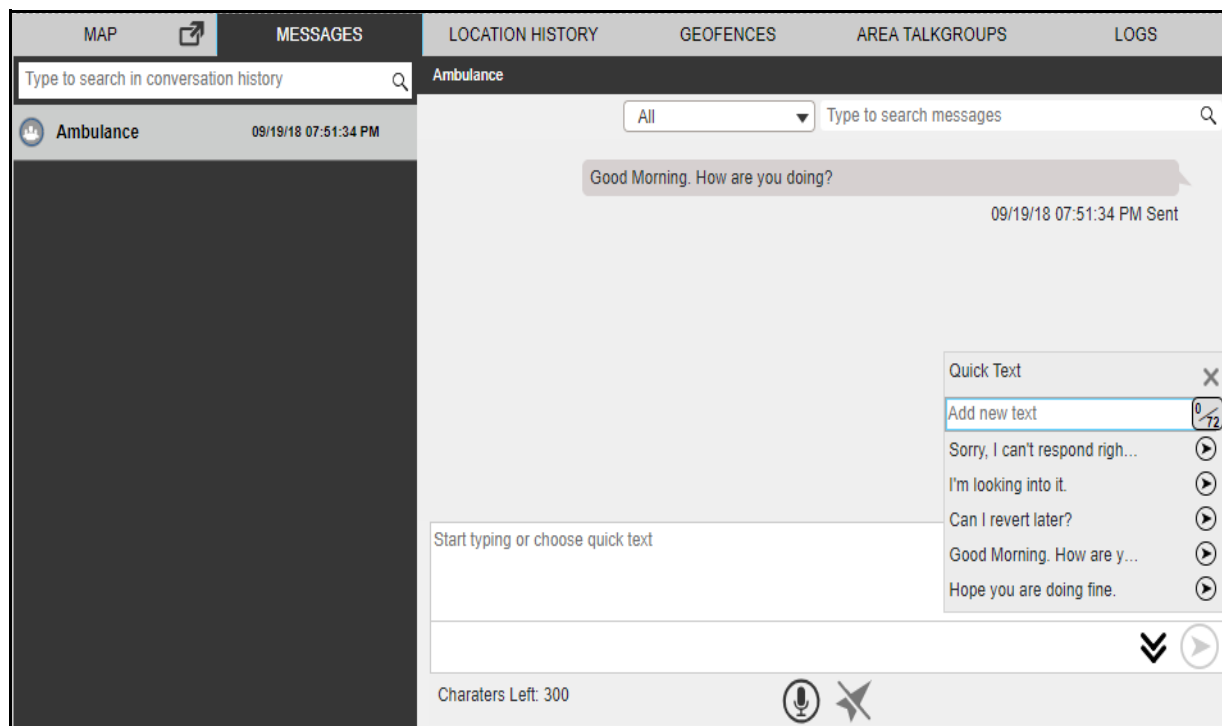 MAP
MESSAGES
LOCATION HISTORY
GEOFENCES
AREA TALKGROUPS
LOGS
Type to search in conversation history
Ambulance
Ambulance 09/19/18 07:51:34 PM
All
Type to search messages
Good Morning. How are you doing?
09/19/18 07:51:34 PM Sent
Quick Text
Add new text
0/72
Sorry, I can't respond righ...
I'm looking into it.
Can I revert later?
Good Morning. How are y...
Hope you are doing fine.
Start typing or choose quick text
Charaters Left: 300